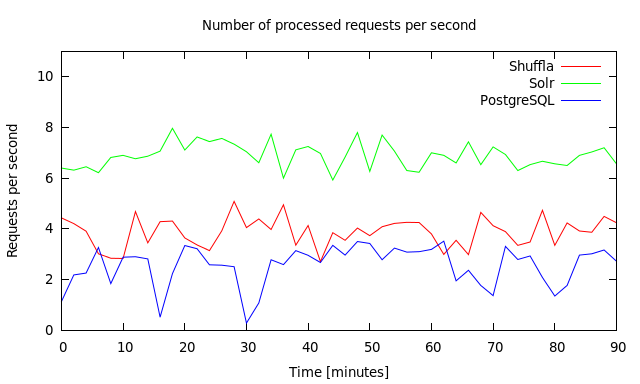 Number of processed requests per second
Shuffla
Solr
PostgreSQL
10
8
6
4
2
0
Requests per second
0 10 20 30 40 50 60 70 80 90
Time [minutes]